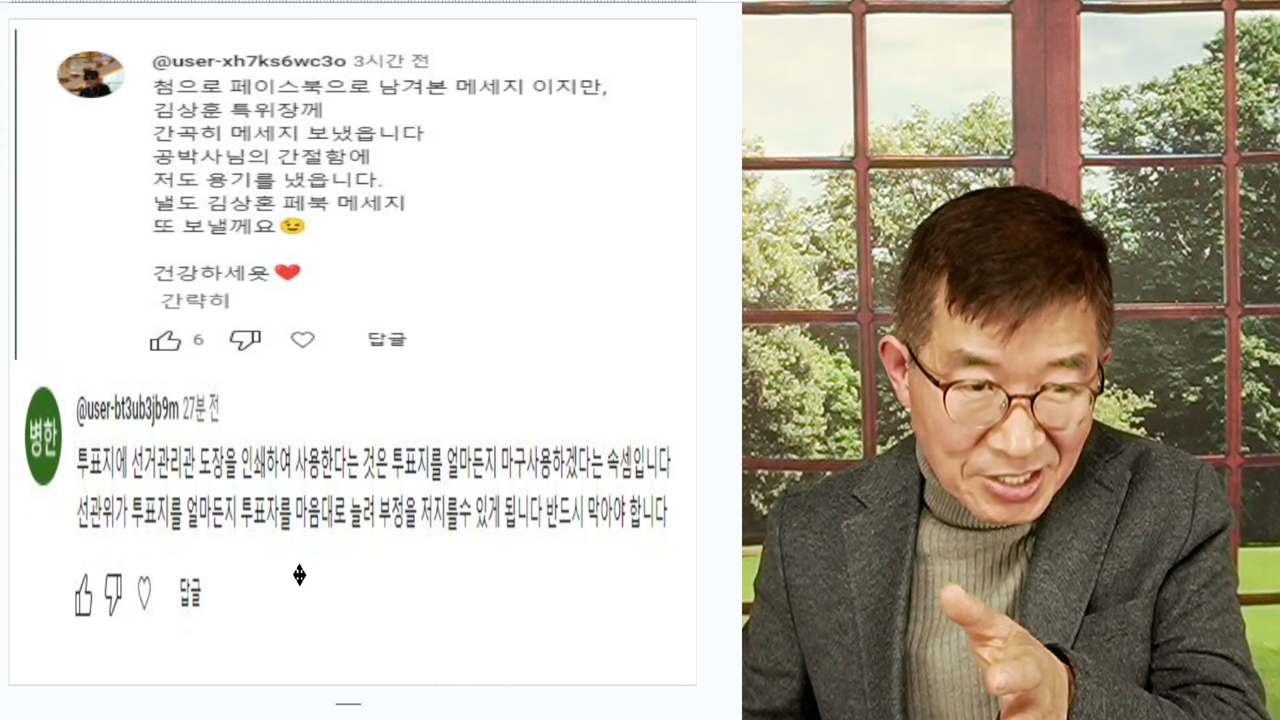 @user-xh7ks6wc3o 3시간 전
첨으로 페이스북으로 남겨본 메세지 이지만,
김상훈 특위장께
간곡히 메세지 보냈읍니다
공박사님의 간절함에
저도 용기를 냈읍니다.
낼도 김상혼 페북 메세지
또 보낼께요😉
건강하세욧❤️
간략히
6 답글
병한
@user-bt3ub3jb9m 27분 전
투표지에 선거관리관 도장을 인쇄하여 사용한다는 것은 투표지를 얼마든지 마구사용하겠다는 속셈입니다
선관위가 투표지를 얼마든지 투표자를 마음대로 늘려 부정을 저지를수 있게 됩니다 반드시 막아야 합니다
답글